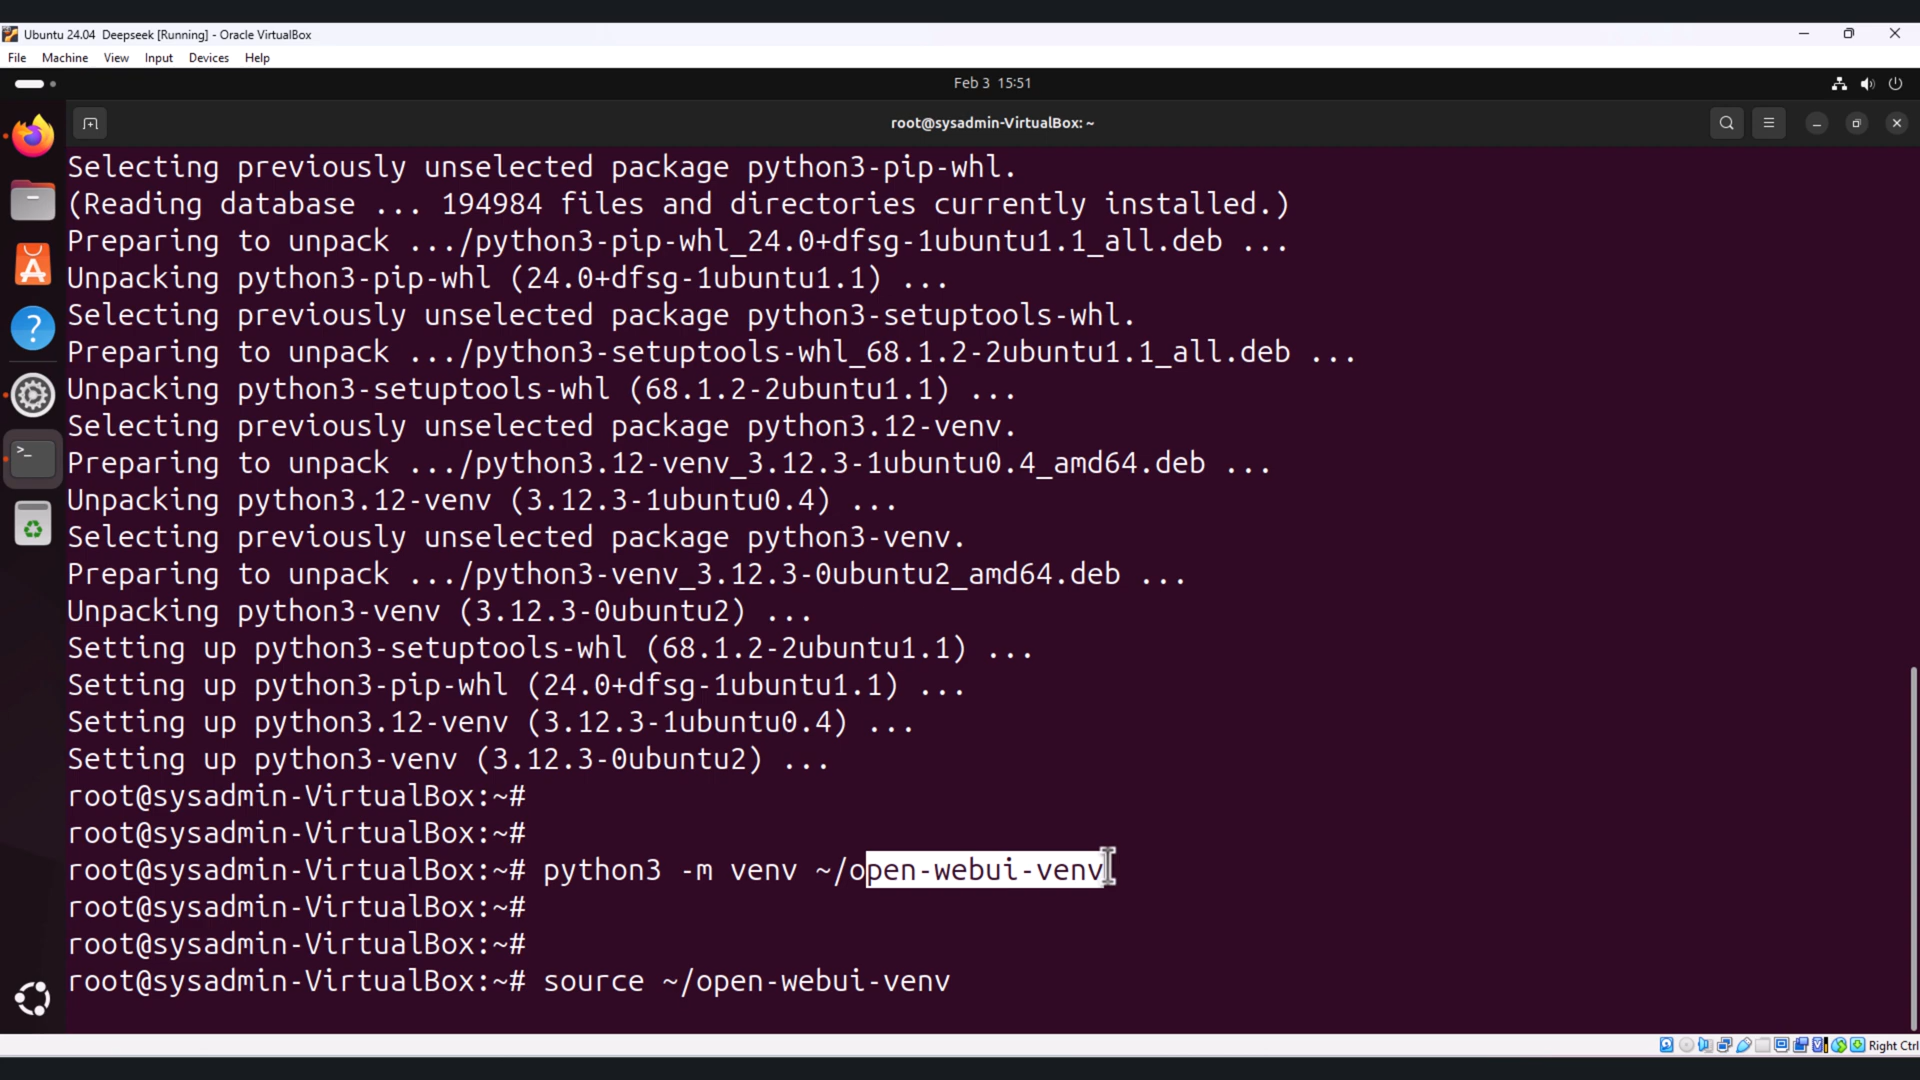 Ubuntu 24.04 Deepseek [Running] - Oracle VirtualBox
File Machine View Input Devices Help
Feb 3 15:51
root@sysadmin-VirtualBox: ~
Selecting previously unselected package python3-pip-whl.
(Reading database ... 194984 files and directories currently installed.)
Preparing to unpack .../python3-pip-whl_24.0+dfsg-1ubuntu1.1_all.deb ...
Unpacking python3-pip-whl (24.0+dfsg-1ubuntu1.1) ...
Selecting previously unselected package python3-setuptools-whl.
Preparing to unpack .../python3-setuptools-whl_68.1.2-2ubuntu1.1_all.deb ...
Unpacking python3-setuptools-whl (68.1.2-2ubuntu1.1) ...
Selecting previously unselected package python3.12-venv.
Preparing to unpack .../python3.12-venv_3.12.3-1ubuntu0.4_amd64.deb ...
Unpacking python3.12-venv (3.12.3-1ubuntu0.4) ...
Selecting previously unselected package python3-venv.
Preparing to unpack .../python3-venv_3.12.3-0ubuntu2_amd64.deb ...
Unpacking python3-venv (3.12.3-0ubuntu2) ...
Setting up python3-setuptools-whl (68.1.2-2ubuntu1.1) ...
Setting up python3-pip-whl (24.0+dfsg-1ubuntu1.1) ...
Setting up python3.12-venv (3.12.3-1ubuntu0.4) ...
Setting up python3-venv (3.12.3-0ubuntu2) ...
root@sysadmin-VirtualBox:~#
root@sysadmin-VirtualBox:~#
root@sysadmin-VirtualBox:~# python3 -m venv ~/open-webui-venv
root@sysadmin-VirtualBox:~#
root@sysadmin-VirtualBox:~#
root@sysadmin-VirtualBox:~# source ~/open-webui-venv
Right Ctrl